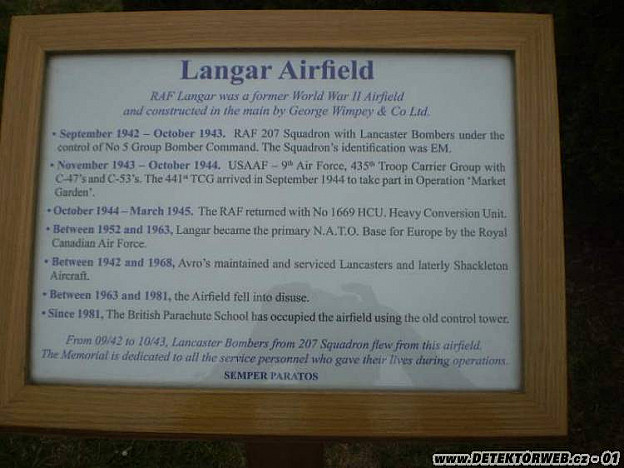 Langar Airfield
RAF Langar was a former World War II Airfield
and constructed in the main by George Wimpey & Co Ltd.
• September 1942 – October 1943. RAF 207 Squadron with Lancaster Bombers under the
control of No 5 Group Bomber Command. The Squadron's identification was EM.
• November 1943 – October 1944. USAAF – 9th Air Force, 435th Troop Carrier Group with
C-47's and C-53's. The 441st TCG arrived in September 1944 to take part in Operation 'Market
Garden'.
• October 1944 – March 1945. The RAF returned with No 1669 HCU. Heavy Conversion Unit.
• Between 1952 and 1963, Langar became the primary N.A.T.O. Base for Europe by the Royal
Canadian Air Force.
• Between 1942 and 1968, Avro's maintained and serviced Lancasters and laterly Shackleton
Aircraft.
• Between 1963 and 1981, the Airfield fell into disuse.
• Since 1981, The British Parachute School has occupied the airfield using the old control tower.
From 09/42 to 10/43, Lancaster Bombers from 207 Squadron flew from this airfield.
The Memorial is dedicated to all the service personnel who gave their lives during operations.
SEMPER PARATOS
www.DETEKTORWEB.cz - 01